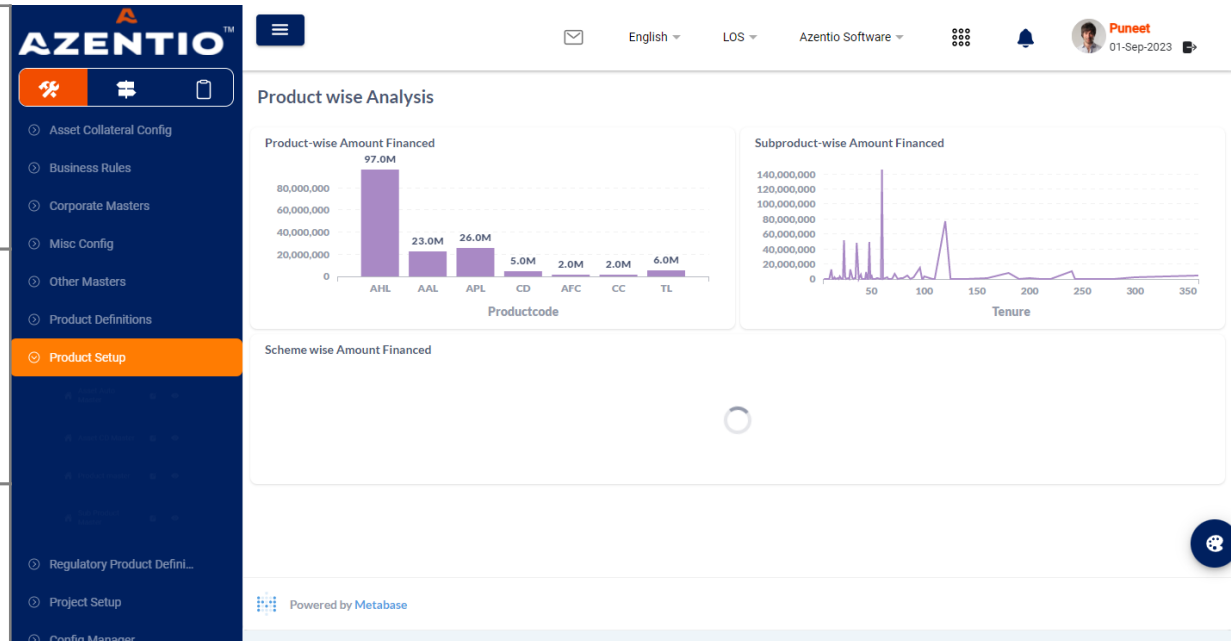 AZENTIO™
English
LOS
Azentio Software
Puneet
01-Sep-2023
Asset Collateral Config
Business Rules
Corporate Masters
Misc Config
Other Masters
Product Definitions
Product Setup
Regulatory Product Defini...
Project Setup
Config Manager
Product wise Analysis
Product-wise Amount Financed
97.0M
80,000,000
60,000,000
40,000,000
20,000,000
0
23.0M
26.0M
5.0M
2.0M
2.0M
6.0M
AHL AAL APL CD AFC CC TL
Productcode
Subproduct-wise Amount Financed
140,000,000
120,000,000
100,000,000
80,000,000
60,000,000
40,000,000
20,000,000
0
50 100 150 200 250 300 350
Tenure
Scheme wise Amount Financed
Powered by Metabase